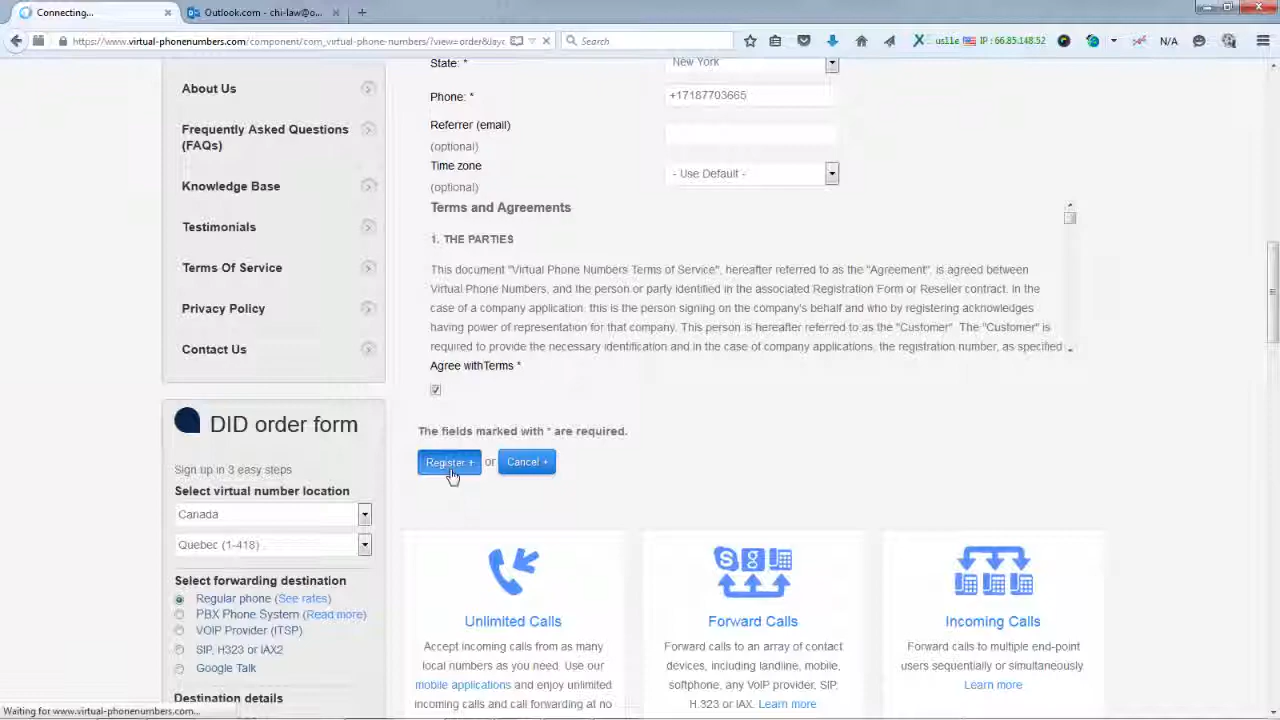 Connecting...
Outlook.com - chi-law@o...
https://www.virtual-phonenumbers.com/component/com_virtual-phone-numbers/?view=order&layc
Search
us11e IP : 66.85.148.52
N/A
About Us
Frequently Asked Questions
(FAQs)
Knowledge Base
Testimonials
Terms Of Service
Privacy Policy
Contact Us
DID order form
Sign up in 3 easy steps
Select virtual number location
Canada
Quebec (1-418)
Select forwarding destination
Regular phone (See rates)
PBX Phone System (Read more)
VOIP Provider (ITSP)
SIP, H323 or IAX2
Google Talk
Destination details
State: *
New York
Phone: *
+17187703665
Referrer (email)
(optional)
Time zone
- Use Default -
(optional)
Terms and Agreements
1. THE PARTIES
This document "Virtual Phone Numbers Terms of Service", hereafter referred to as the "Agreement", is agreed between
Virtual Phone Numbers, and the person or party identified in the associated Registration Form or Reseller contract. In the
case of a company application, this is the person signing on the company's behalf and who by registering acknowledges
having power of representation for that company. This person is hereafter referred to as the "Customer" The "Customer" is
required to provide the necessary identification and in the case of company applications, the registration number, as specified
Agree withTerms *
The fields marked with * are required.
Register + or Cancel +
Unlimited Calls
Accept incoming calls from as many
local numbers as you need. Use our
mobile applications and enjoy unlimited
incoming calls and call forwarding at no
Forward Calls
Forward calls to an array of contact
devices, including landline, mobile,
softphone, any VoIP provider, SIP,
H.323 or IAX. Learn more
Incoming Calls
Forward calls to multiple end-point
users sequentially or simultaneously
Learn more
Waiting for www.virtual-phonenumbers.com...